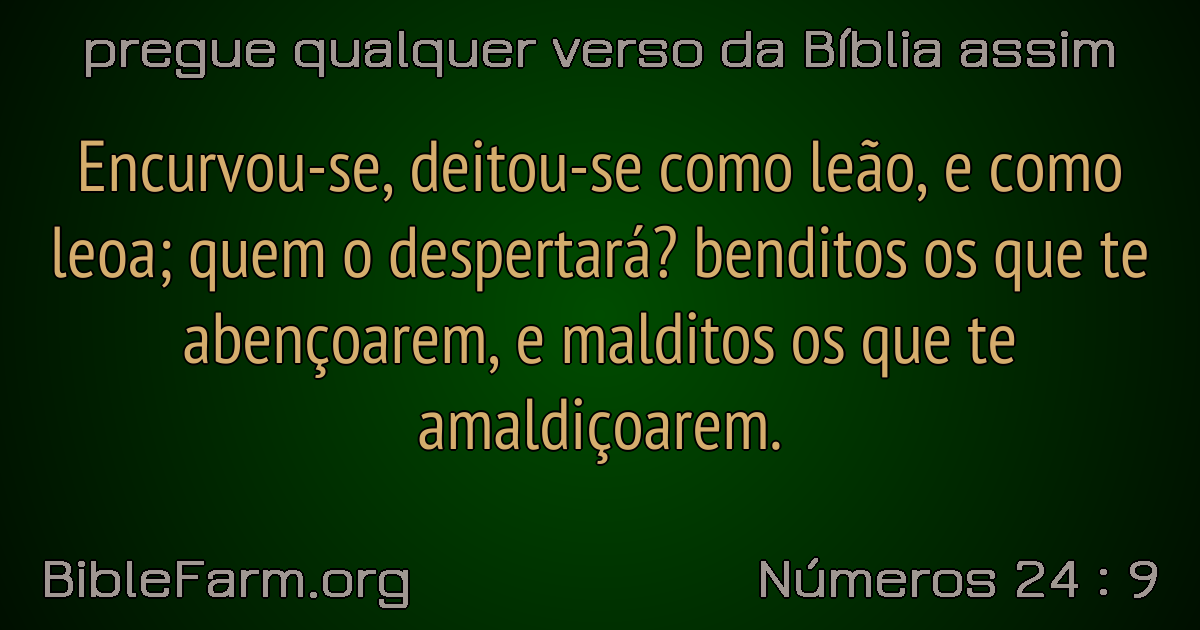 pregue qualquer verso da Bíblia assim
Encurvou-se, deitou-se como leão, e como
leoa; quem o despertará? benditos os que te
abençoarem, e malditos os que te
amaldiçoarem.
BibleFarm.org
Números 24 : 9